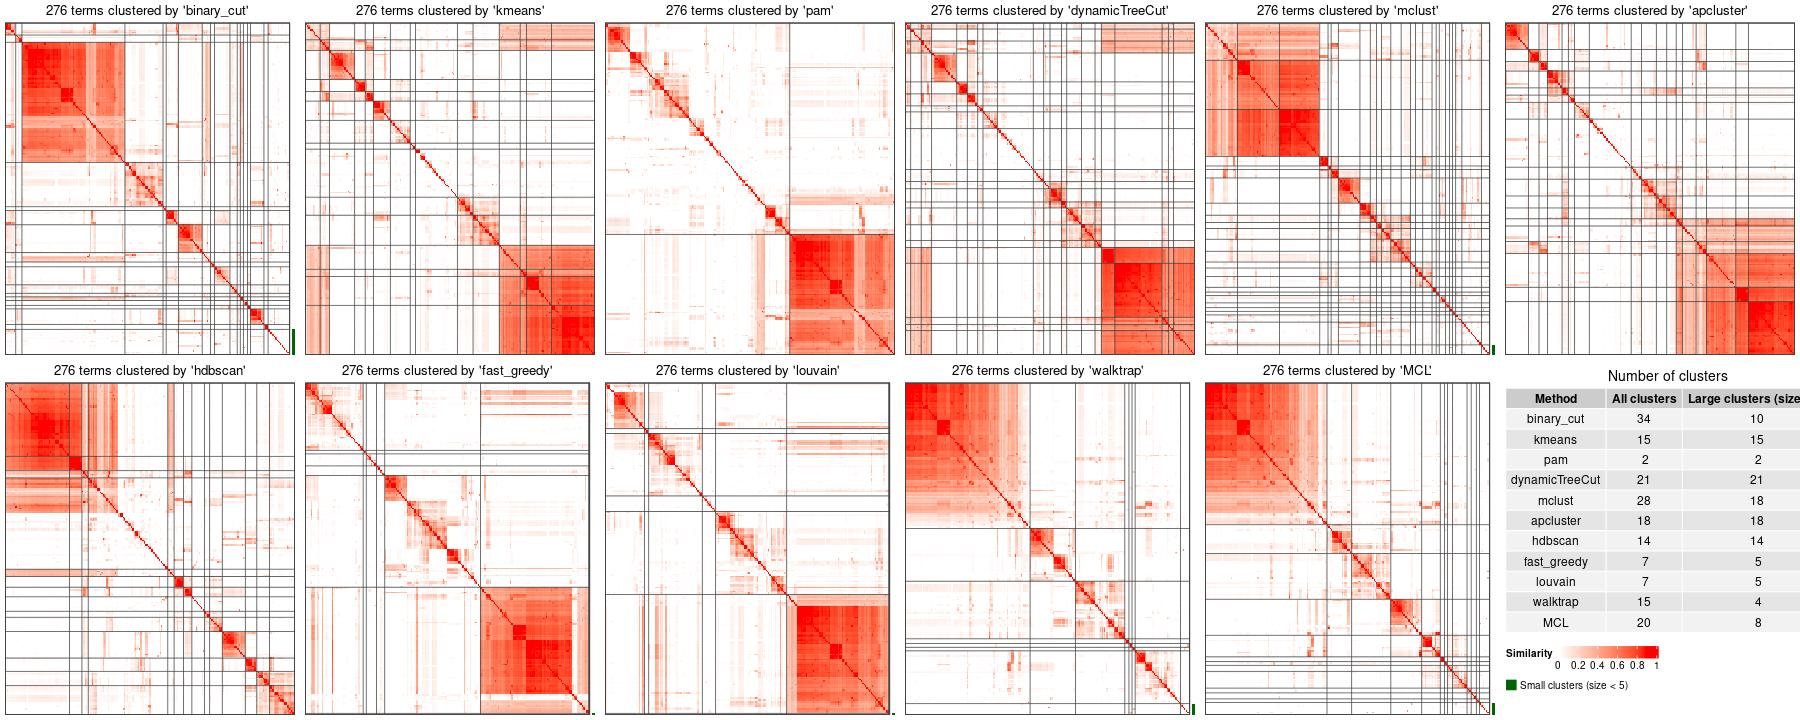 276 terms clustered by 'binary_cut'
276 terms clustered by 'kmeans'
276 terms clustered by 'pam'
276 terms clustered by 'dynamicTreeCut'
276 terms clustered by 'mclust'
276 terms clustered by 'apcluster'
276 terms clustered by 'hdbscan'
276 terms clustered by 'fast_greedy'
276 terms clustered by 'louvain'
276 terms clustered by 'walktrap'
276 terms clustered by 'MCL'
Number of clusters
Method All clusters Large clusters (size
binary_cut 34 10
kmeans 15 15
pam 2 2
dynamicTreeCut 21 21
mclust 28 18
apcluster 18 18
hdbscan 14 14
fast_greedy 7 5
louvain 7 5
walktrap 15 4
MCL 20 8
Similarity
0 0.2 0.4 0.6 0.8 1
Small clusters (size < 5)